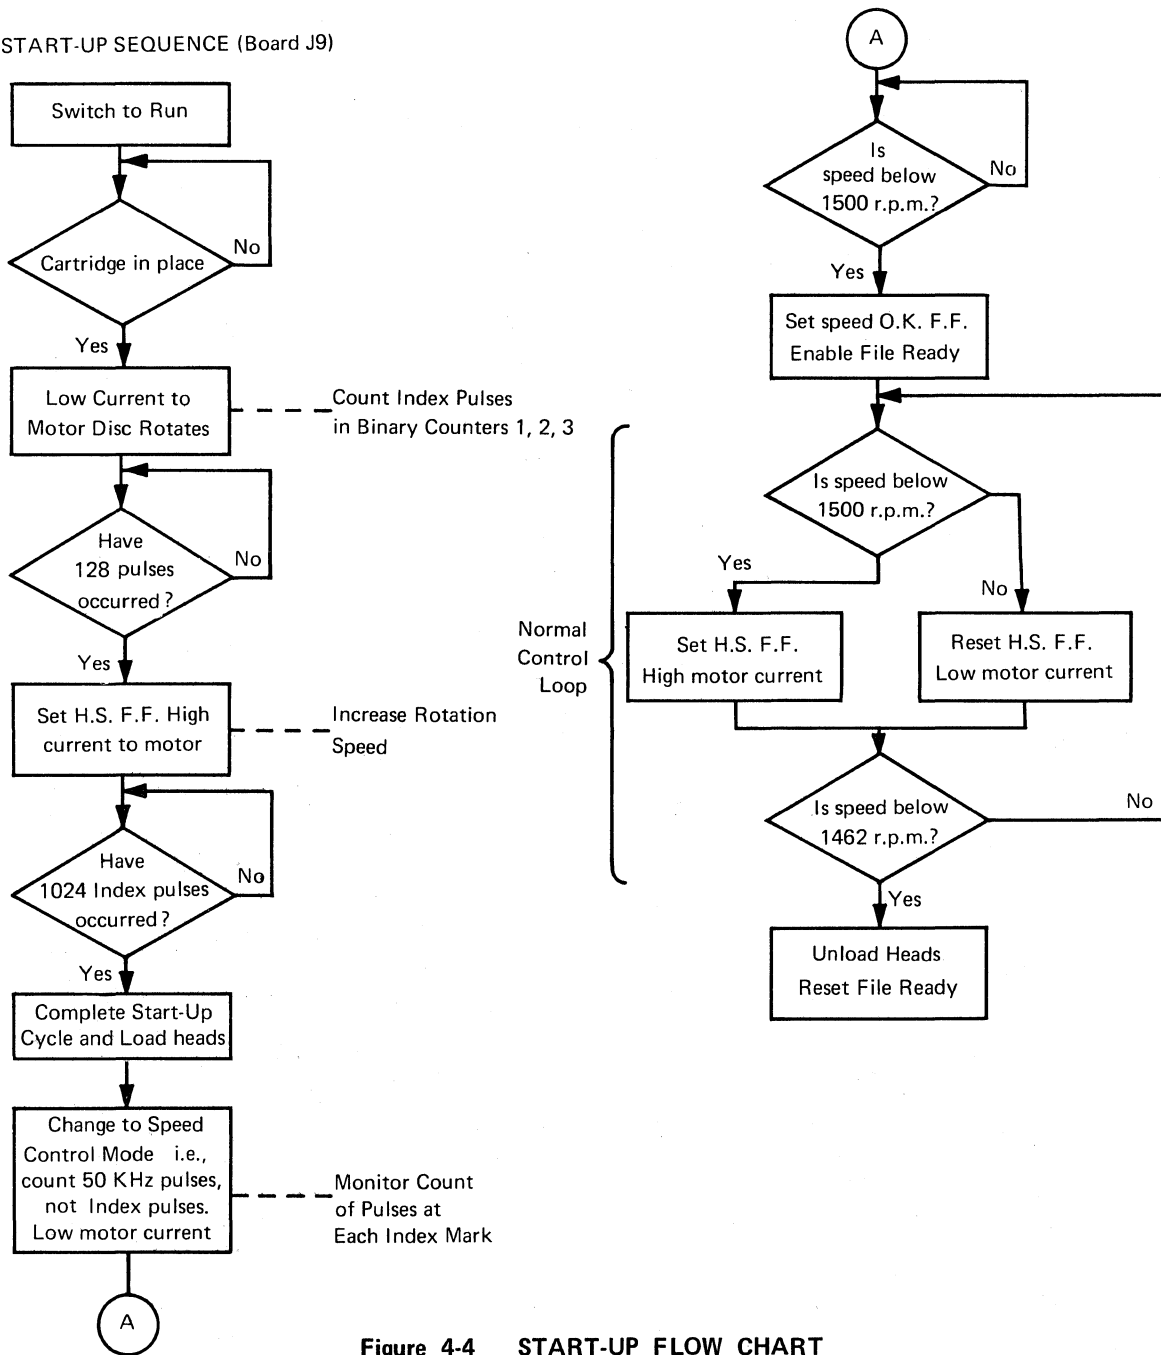 START-UP SEQUENCE (Board J9)
Switch to Run
Cartridge in place
No
Yes
Low Current to
Motor Disc Rotates
Count Index Pulses
in Binary Counters 1, 2, 3
Have
128 pulses
occurred?
No
Yes
Set H.S. F.F. High
current to motor
Increase Rotation
Speed
Have
1024 Index pulses
occurred?
No
Yes
Complete Start-Up
Cycle and Load heads
Change to Speed
Control Mode i.e.,
count 50 KHz pulses,
not Index pulses.
Low motor current
Monitor Count
of Pulses at
Each Index Mark
A
A
Is
speed below
1500 r.p.m.?
No
Yes
Set speed O.K. F.F.
Enable File Ready
Normal
Control
Loop
Is speed below
1500 r.p.m.?
Yes
No
Set H.S. F.F.
High motor current
Reset H.S. F.F.
Low motor current
Is speed below
1462 r.p.m.?
No
Yes
Unload Heads
Reset File Ready
Figure 4-4 START-UP FLOW CHART